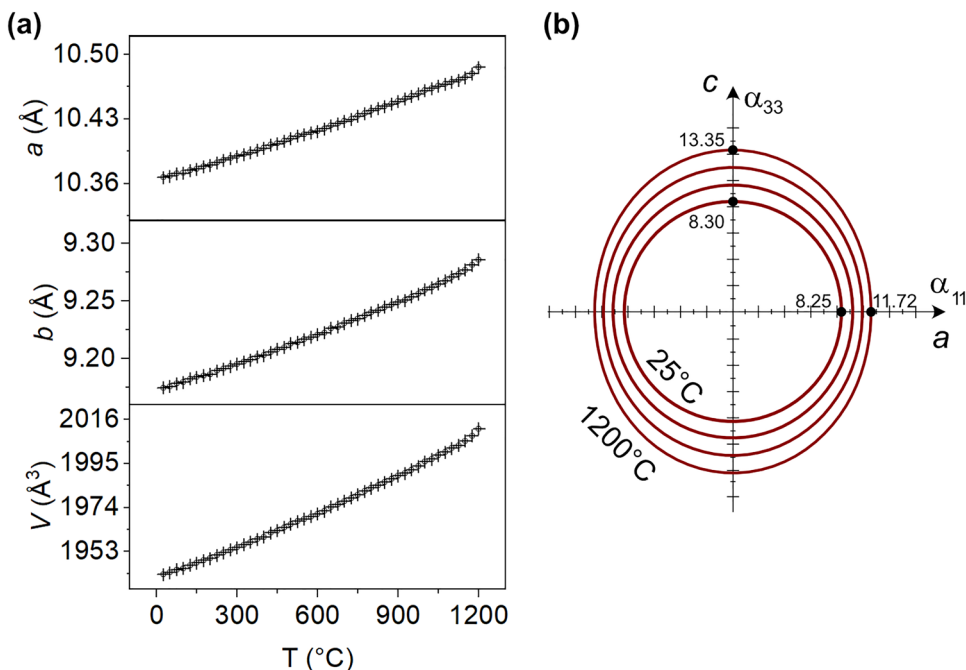 (a)
10.50
10.43
10.36
a (Å)
9.30
9.25
9.20
b (Å)
2016
1995
1974
1953
V (Å³)
0 300 600 900 1200
T (°C)
(b)
c
α₃₃
13.35
8.30
8.25
11.72
α₁₁
a
25°C
1200°C